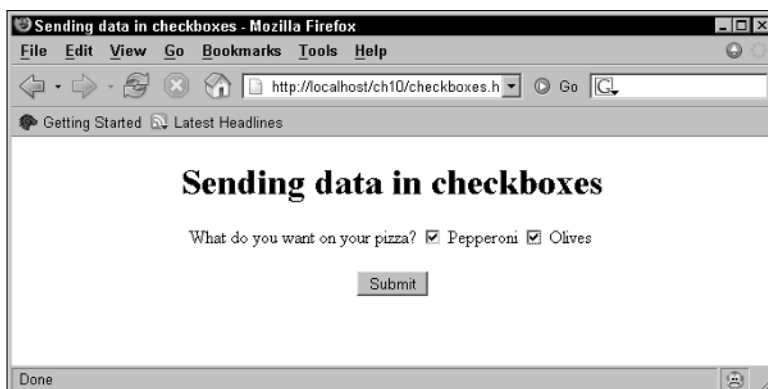 Sending data in checkboxes - Mozilla Firefox
File Edit View Go Bookmarks Tools Help
http://localhost/ch10/checkboxes.h Go G
Getting Started Latest Headlines
Sending data in checkboxes
What do you want on your pizza? Pepperoni Olives
Submit
Done